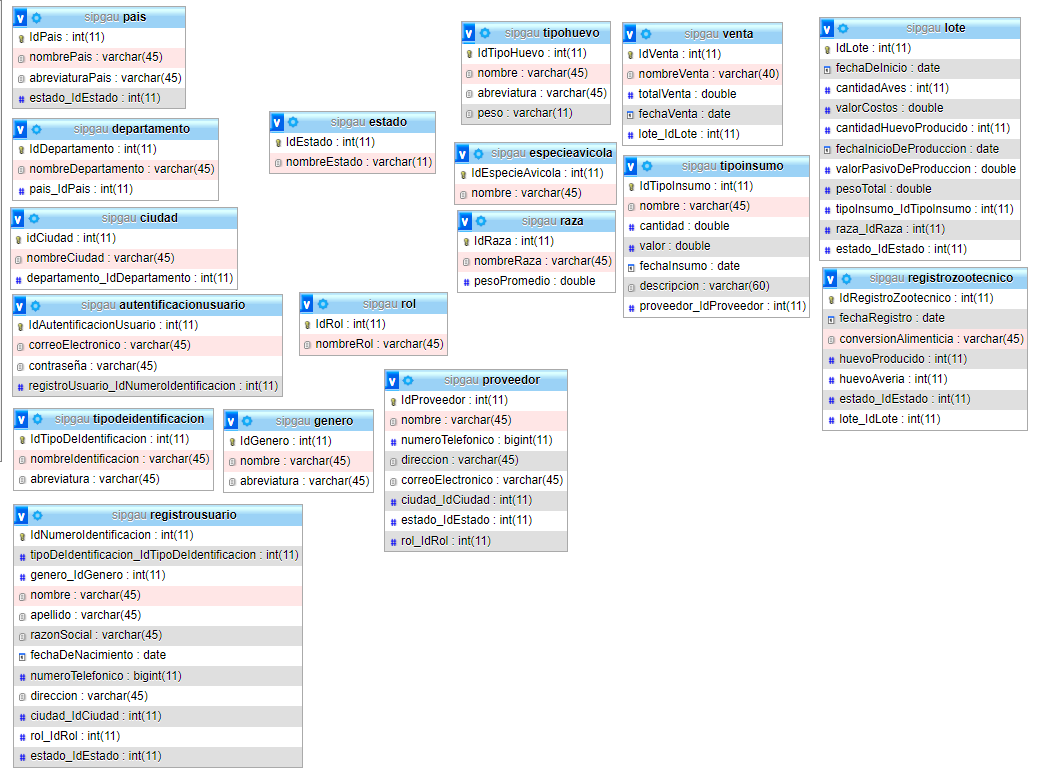 sipgau pais
IdPais : int(11)
nombrePais : varchar(45)
abreviaturaPais : varchar(45)
estado_IdEstado : int(11)
sipgau departamento
IdDepartamento : int(11)
nombreDepartamento : varchar(45)
pais_IdPais : int(11)
sipgau ciudad
idCiudad : int(11)
nombreCiudad : varchar(45)
departamento_IdDepartamento : int(11)
sipgau autentificacionusuario
IdAutentificacionUsuario : int(11)
correoElectronico : varchar(45)
contraseña : varchar(45)
registroUsuario_IdNumeroIdentificacion : int(11)
sipgau tipodeidentificacion
IdTipoDeIdentificacion : int(11)
nombreIdentificacion : varchar(45)
abreviatura : varchar(45)
sipgau genero
IdGenero : int(11)
nombre : varchar(45)
abreviatura : varchar(45)
sipgau registrousuario
IdNumeroIdentificacion : int(11)
tipoDeIdentificacion_IdTipoDeIdentificacion : int(11)
genero_IdGenero : int(11)
nombre : varchar(45)
apellido : varchar(45)
razonSocial : varchar(45)
fechaDeNacimiento : date
numeroTelefonico : bigint(11)
direccion : varchar(45)
ciudad_IdCiudad : int(11)
rol_IdRol : int(11)
estado_IdEstado : int(11)
sipgau estado
IdEstado : int(11)
nombreEstado : varchar(11)
sipgau rol
IdRol : int(11)
nombreRol : varchar(45)
sipgau proveedor
IdProveedor : int(11)
nombre : varchar(45)
numeroTelefonico : bigint(11)
direccion : varchar(45)
correoElectronico : varchar(45)
ciudad_IdCiudad : int(11)
estado_IdEstado : int(11)
rol_IdRol : int(11)
sipgau tipohuevo
IdTipoHuevo : int(11)
nombre : varchar(45)
abreviatura : varchar(45)
peso : varchar(11)
sipgau especieavicola
IdEspecieAvicola : int(11)
nombre : varchar(45)
sipgau raza
IdRaza : int(11)
nombreRaza : varchar(45)
pesoPromedio : double
sipgau venta
IdVenta : int(11)
nombreVenta : varchar(40)
totalVenta : double
fechaVenta : date
lote_IdLote : int(11)
sipgau tipoinsumo
IdTipoInsumo : int(11)
nombre : varchar(45)
cantidad : double
valor : double
fechaInsumo : date
descripcion : varchar(60)
proveedor_IdProveedor : int(11)
sipgau lote
IdLote : int(11)
fechaDeInicio : date
cantidadAves : int(11)
valorCostos : double
cantidadHuevoProducido : int(11)
fechaInicioDeProduccion : date
valorPasivoDeProduccion : double
pesoTotal : double
tipoInsumo_IdTipoInsumo : int(11)
raza_IdRaza : int(11)
estado_IdEstado : int(11)
sipgau registrozootecnico
IdRegistroZootecnico : int(11)
fechaRegistro : date
conversionAlimenticia : varchar(45)
huevoProducido : int(11)
huevoAveria : int(11)
estado_IdEstado : int(11)
lote_IdLote : int(11)